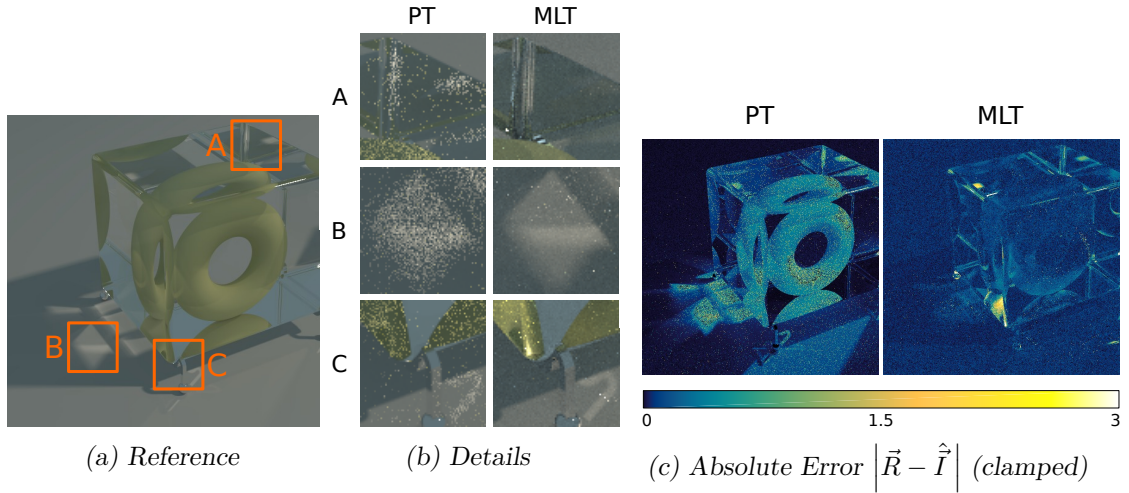 PT MLT
A
B
C
A
B
C
PT MLT
0 1.5 3
(a) Reference
(b) Details
(c) Absolute Error |R⃗ − Î⃗ | (clamped)